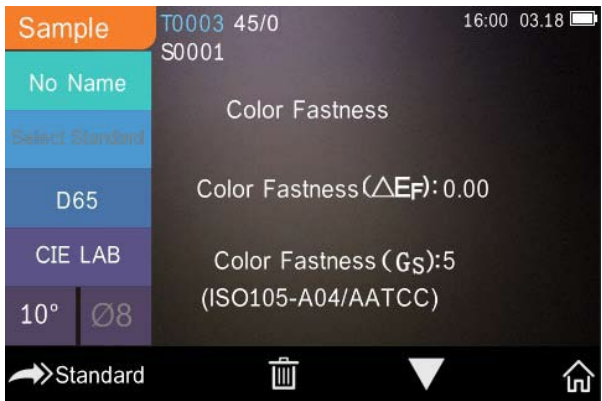 Sample
T0003 45/0
16:00 03.18
S0001
No Name
Select Standard
D65
CIE LAB
10° Ø8
Color Fastness
Color Fastness(△EF):0.00
Color Fastness(GS):5
(ISO105-A04/AATCC)
Standard